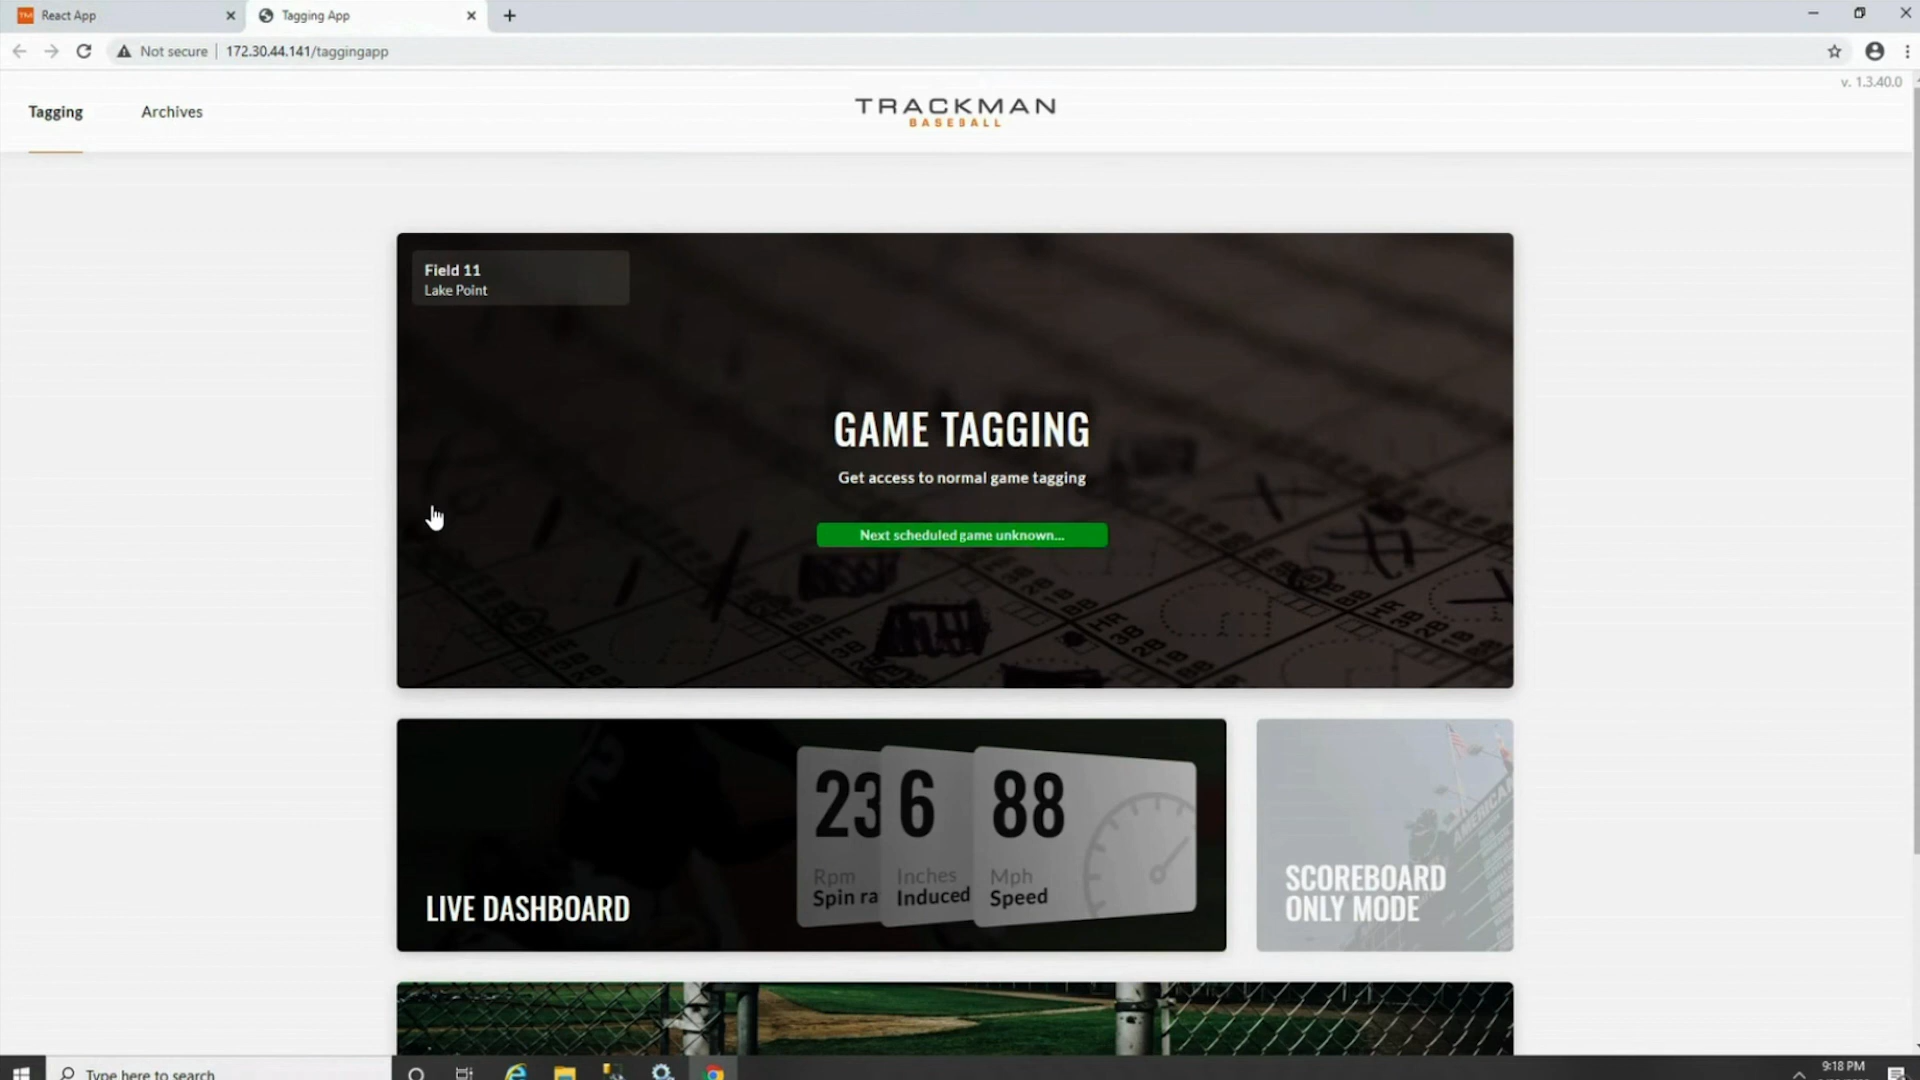 React App
Tagging App
Not secure
172.30.44.141/taggingapp
v. 1.3.40.0
Tagging
Archives
TRACKMAN
BASEBALL
Field 11
Lake Point
GAME TAGGING
Get access to normal game tagging
Next scheduled game unknown...
23
6
88
Rpm
Inches
Mph
Spin ra
Induced
Speed
LIVE DASHBOARD
AMERICAN
SCOREBOARD
ONLY MODE
Type here to search
9:18 PM